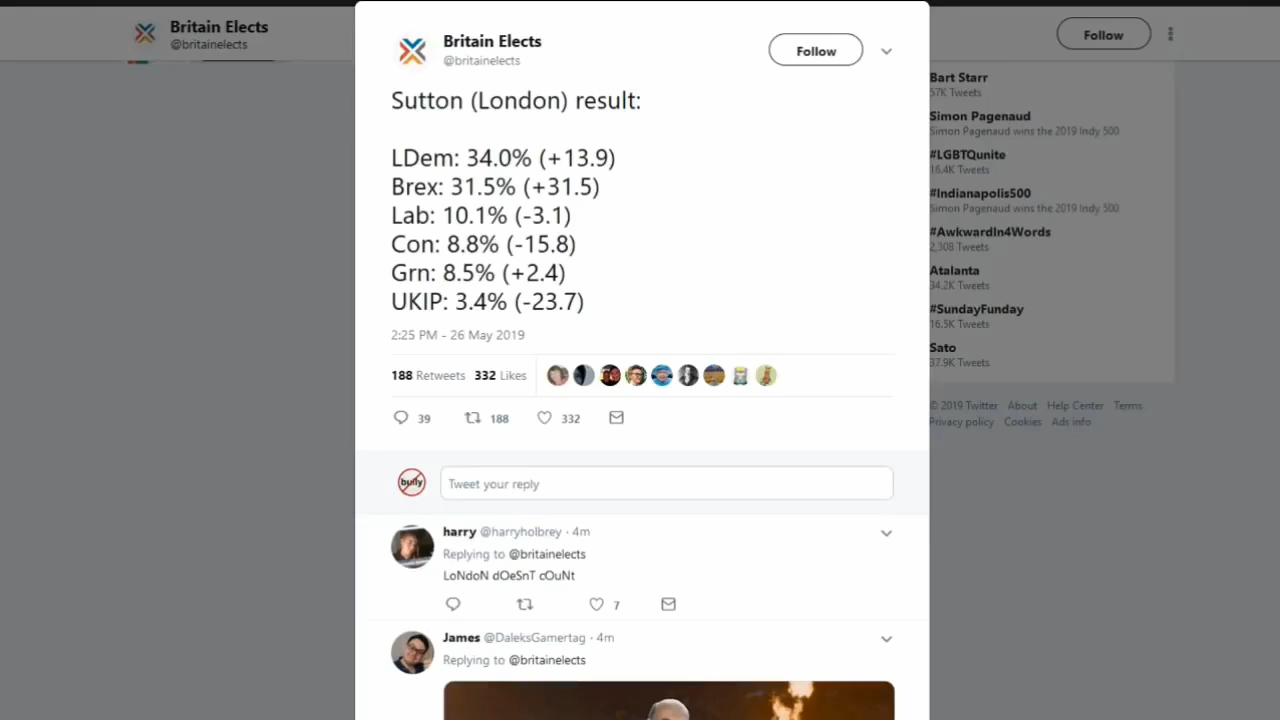 Britain Elects
@britainelects
Follow
Britain Elects
@britainelects
Follow
Sutton (London) result:
LDem: 34.0% (+13.9)
Brex: 31.5% (+31.5)
Lab: 10.1% (-3.1)
Con: 8.8% (-15.8)
Grn: 8.5% (+2.4)
UKIP: 3.4% (-23.7)
2:25 PM - 26 May 2019
188 Retweets 332 Likes
39 188 332
bully
Tweet your reply
harry @harryholbrey · 4m
Replying to @britainelects
LoNdoN dOeSnT cOuNt
7
James @DaleksGamertag · 4m
Replying to @britainelects
Bart Starr
57K Tweets
Simon Pagenaud
Simon Pagenaud wins the 2019 Indy 500
#LGBTQunite
16.4K Tweets
#Indianapolis500
Simon Pagenaud wins the 2019 Indy 500
#AwkwardIn4Words
2,308 Tweets
Atalanta
34.2K Tweets
#SundayFunday
16.5K Tweets
Sato
37.9K Tweets
© 2019 Twitter About Help Center Terms
Privacy policy Cookies Ads info